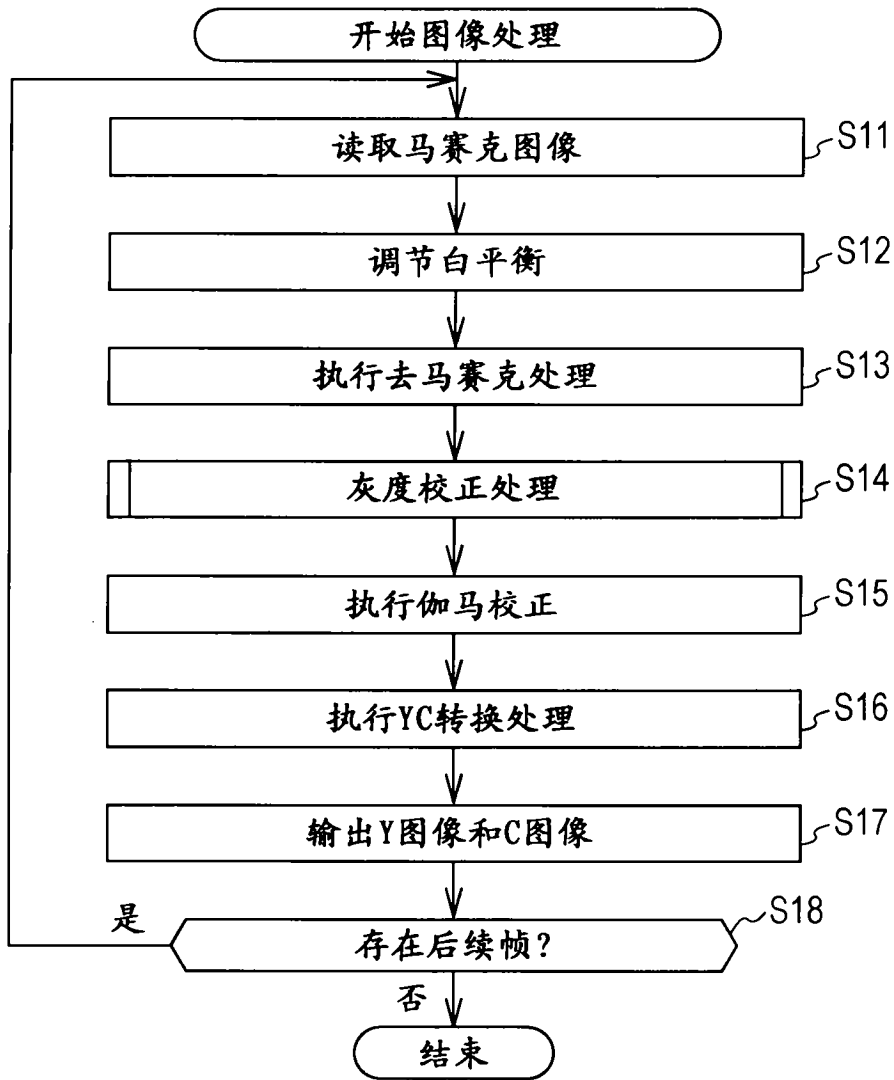 开始图像处理
读取马赛克图像
S11
调节白平衡
S12
执行去马赛克处理
S13
灰度校正处理
S14
执行伽马校正
S15
执行YC转换处理
S16
输出Y图像和C图像
S17
是
存在后续帧?
S18
否
结束